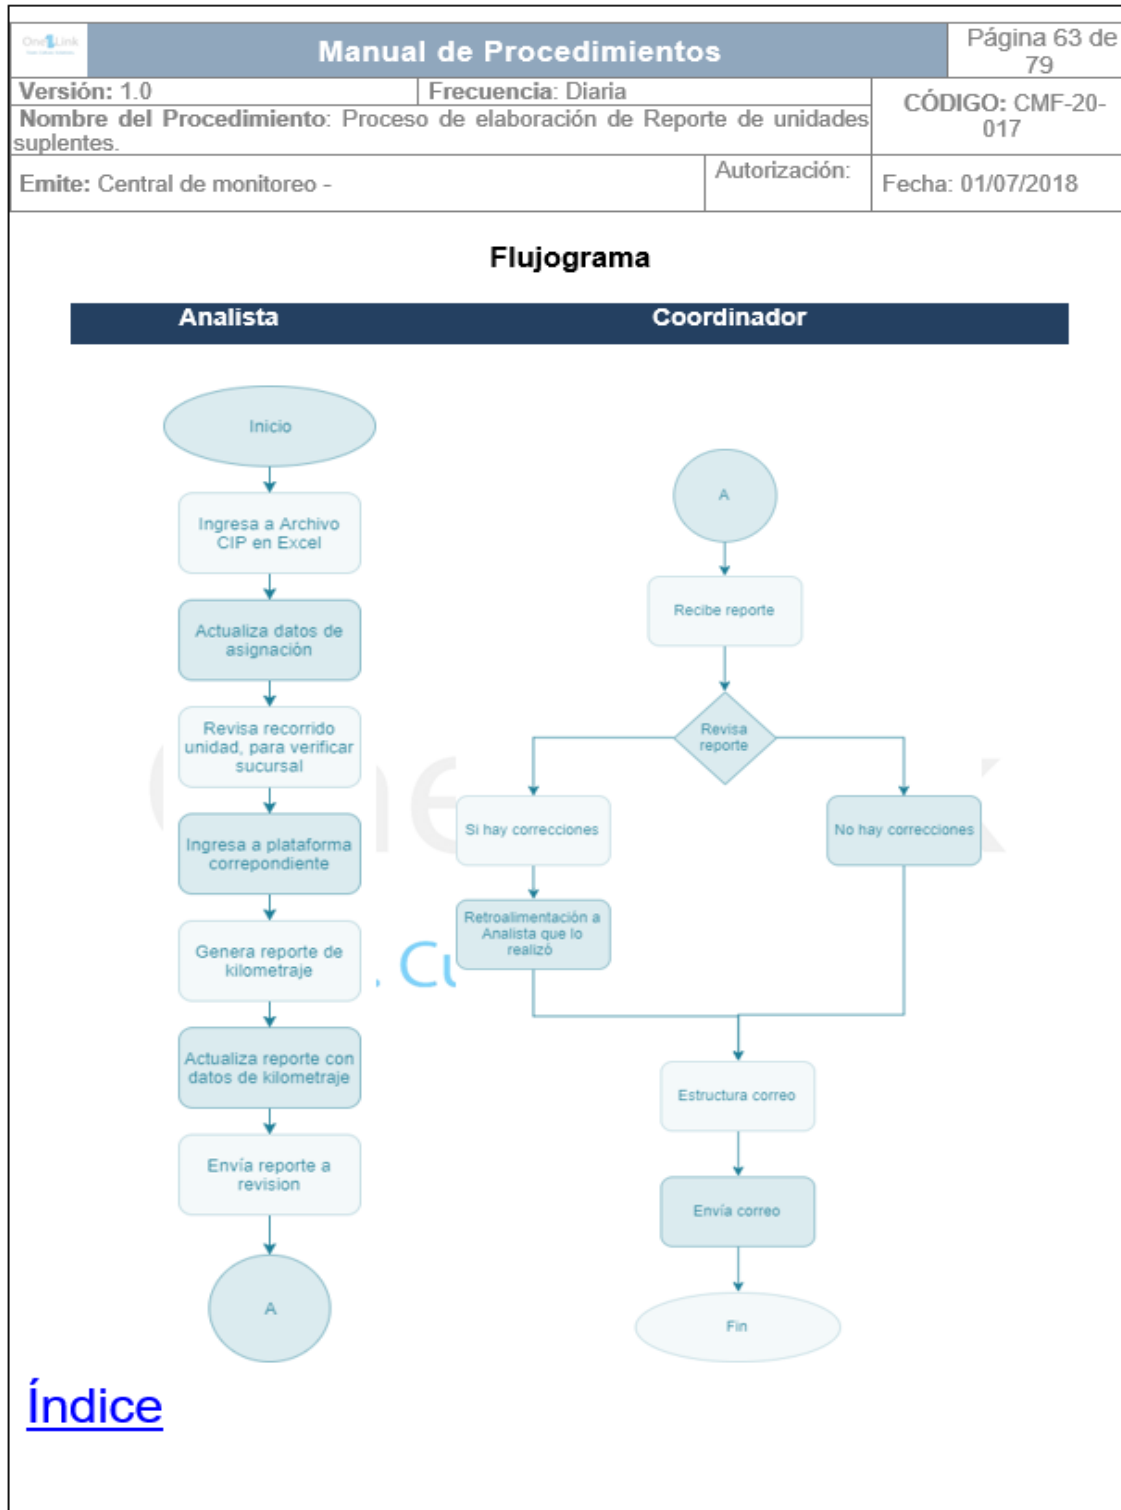 One2Link
Manual de Procedimientos
Página 63 de
79
Versión: 1.0
Frecuencia: Diaria
CÓDIGO: CMF-20-
017
Nombre del Procedimiento: Proceso de elaboración de Reporte de unidades
suplentes.
Emite: Central de monitoreo -
Autorización:
Fecha: 01/07/2018
Flujograma
Analista
Coordinador
Inicio
Ingresa a Archivo
CIP en Excel
Actualiza datos de
asignación
Revisa recorrido
unidad, para verificar
sucursal
Ingresa a plataforma
correpondiente
Genera reporte de
kilometraje
Actualiza reporte con
datos de kilometraje
Envía reporte a
revision
A
A
Recibe reporte
Revisa
reporte
Si hay correcciones
No hay correcciones
Retroalimentación a
Analista que lo
realizó
Estructura correo
Envía correo
Fin
Índice